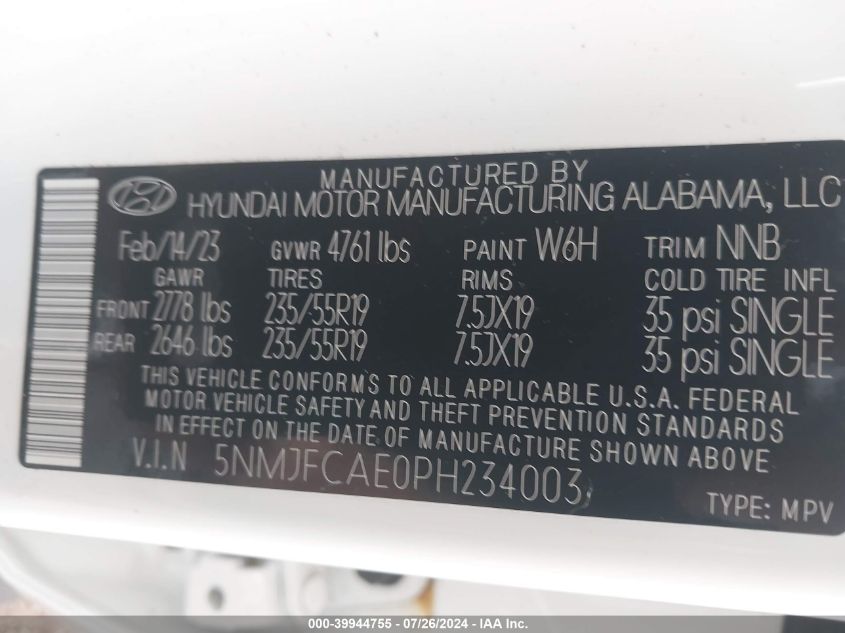 MANUFACTURED BY
HYUNDAI MOTOR MANUFACTURING ALABAMA, LLC
Feb/14/23 GVWR 4761 lbs PAINT W6H TRIM NNB
GAWR TIRES RIMS COLD TIRE INFL
FRONT 2778 lbs 235/55R19 7.5JX19 35 psi SINGLE
REAR 2646 lbs 235/55R19 7.5JX19 35 psi SINGLE
THIS VEHICLE CONFORMS TO ALL APPLICABLE U.S.A. FEDERAL
MOTOR VEHICLE SAFETY AND THEFT PREVENTION STANDARDS
IN EFFECT ON THE DATE OF MANUFACTURE SHOWN ABOVE
V.I.N 5NMJFCAE0PH234003
TYPE: MPV
000-39944755 - 07/26/2024 - IAA Inc.